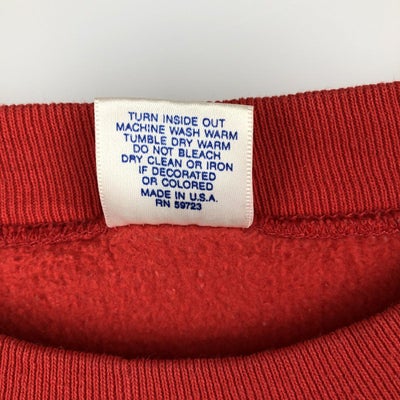 TURN INSIDE OUT
MACHINE WASH WARM
TUMBLE DRY WARM
DO NOT BLEACH
DRY CLEAN OR IRON
IF DECORATED
OR COLORED
MADE IN U.S.A.
RN 59723